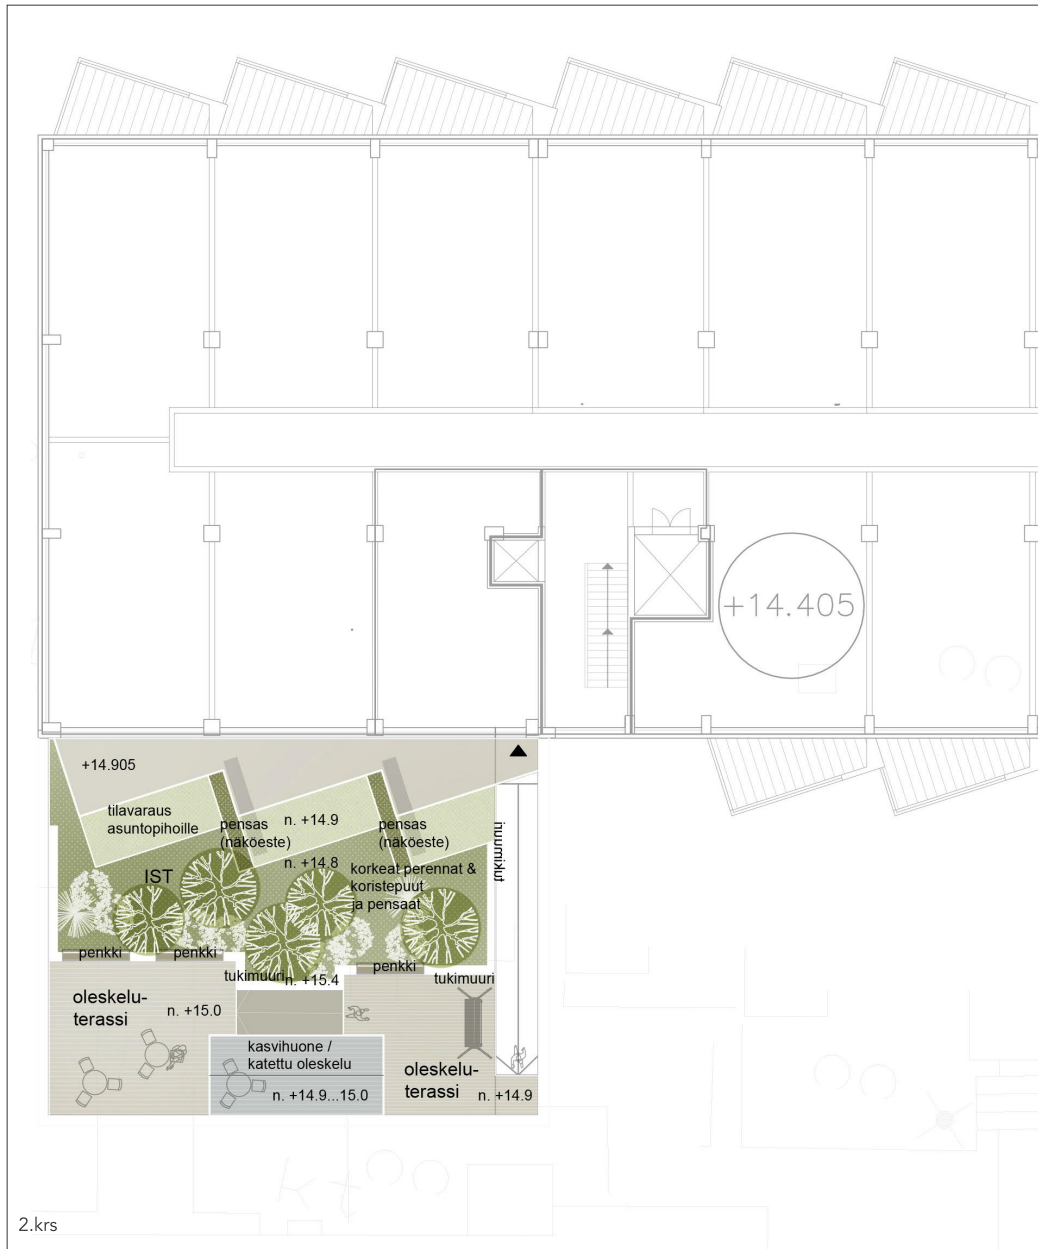 +14.405
+14.905
tilavaraus
asuntopihoille
pensas
(näköeste)
n. +14.9
pensas
(näköeste)
n. +14.8
IST
korkeat perennat &
koristepuut
ja pensaat
penkki
penkki
tukimuuri
n. +15.4
penkki
tukimuuri
oleskelu-
terassi
n. +15.0
kasvihuone /
katettu oleskelu
n. +14.9...15.0
oleskelu-
terassi
n. +14.9
2.krs